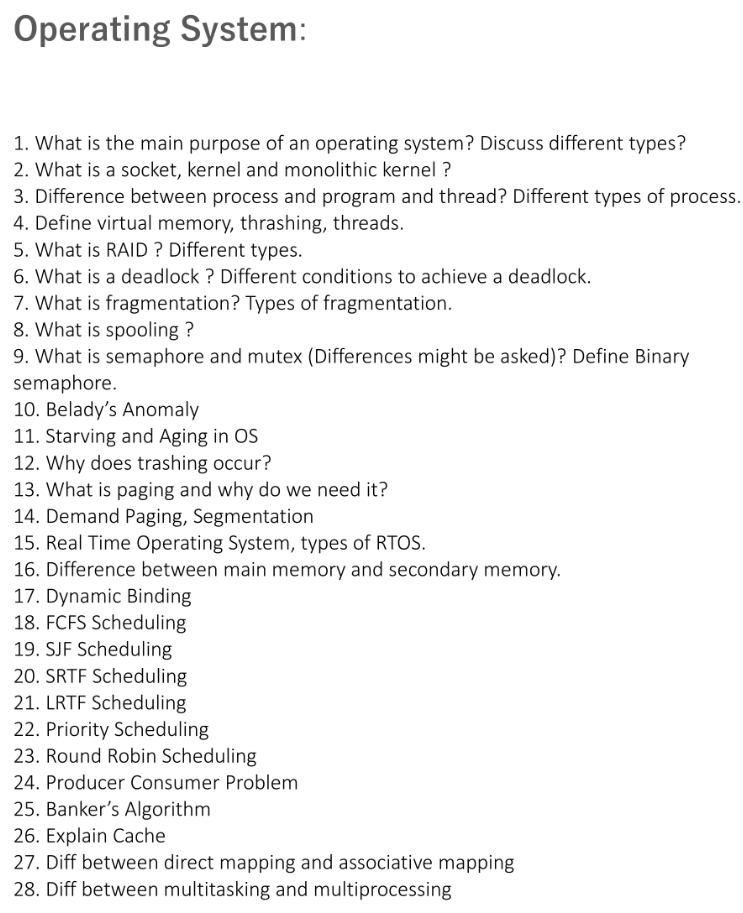 Operating System:
1. What is the main purpose of an operating system? Discuss different types?
2. What is a socket, kernel and monolithic kernel ?
3. Difference between process and program and thread? Different types of process.
4. Define virtual memory, thrashing, threads.
5. What is RAID ? Different types.
6. What is a deadlock ? Different conditions to achieve a deadlock.
7. What is fragmentation? Types of fragmentation.
8. What is spooling ?
9. What is semaphore and mutex (Differences might be asked)? Define Binary
semaphore.
10. Belady’s Anomaly
11. Starving and Aging in OS
12. Why does trashing occur?
13. What is paging and why do we need it?
14. Demand Paging, Segmentation
15. Real Time Operating System, types of RTOS.
16. Difference between main memory and secondary memory.
17. Dynamic Binding
18. FCFS Scheduling
19. SJF Scheduling
20. SRTF Scheduling
21. LRTF Scheduling
22. Priority Scheduling
23. Round Robin Scheduling
24. Producer Consumer Problem
25. Banker’s Algorithm
26. Explain Cache
27. Diff between direct mapping and associative mapping
28. Diff between multitasking and multiprocessing